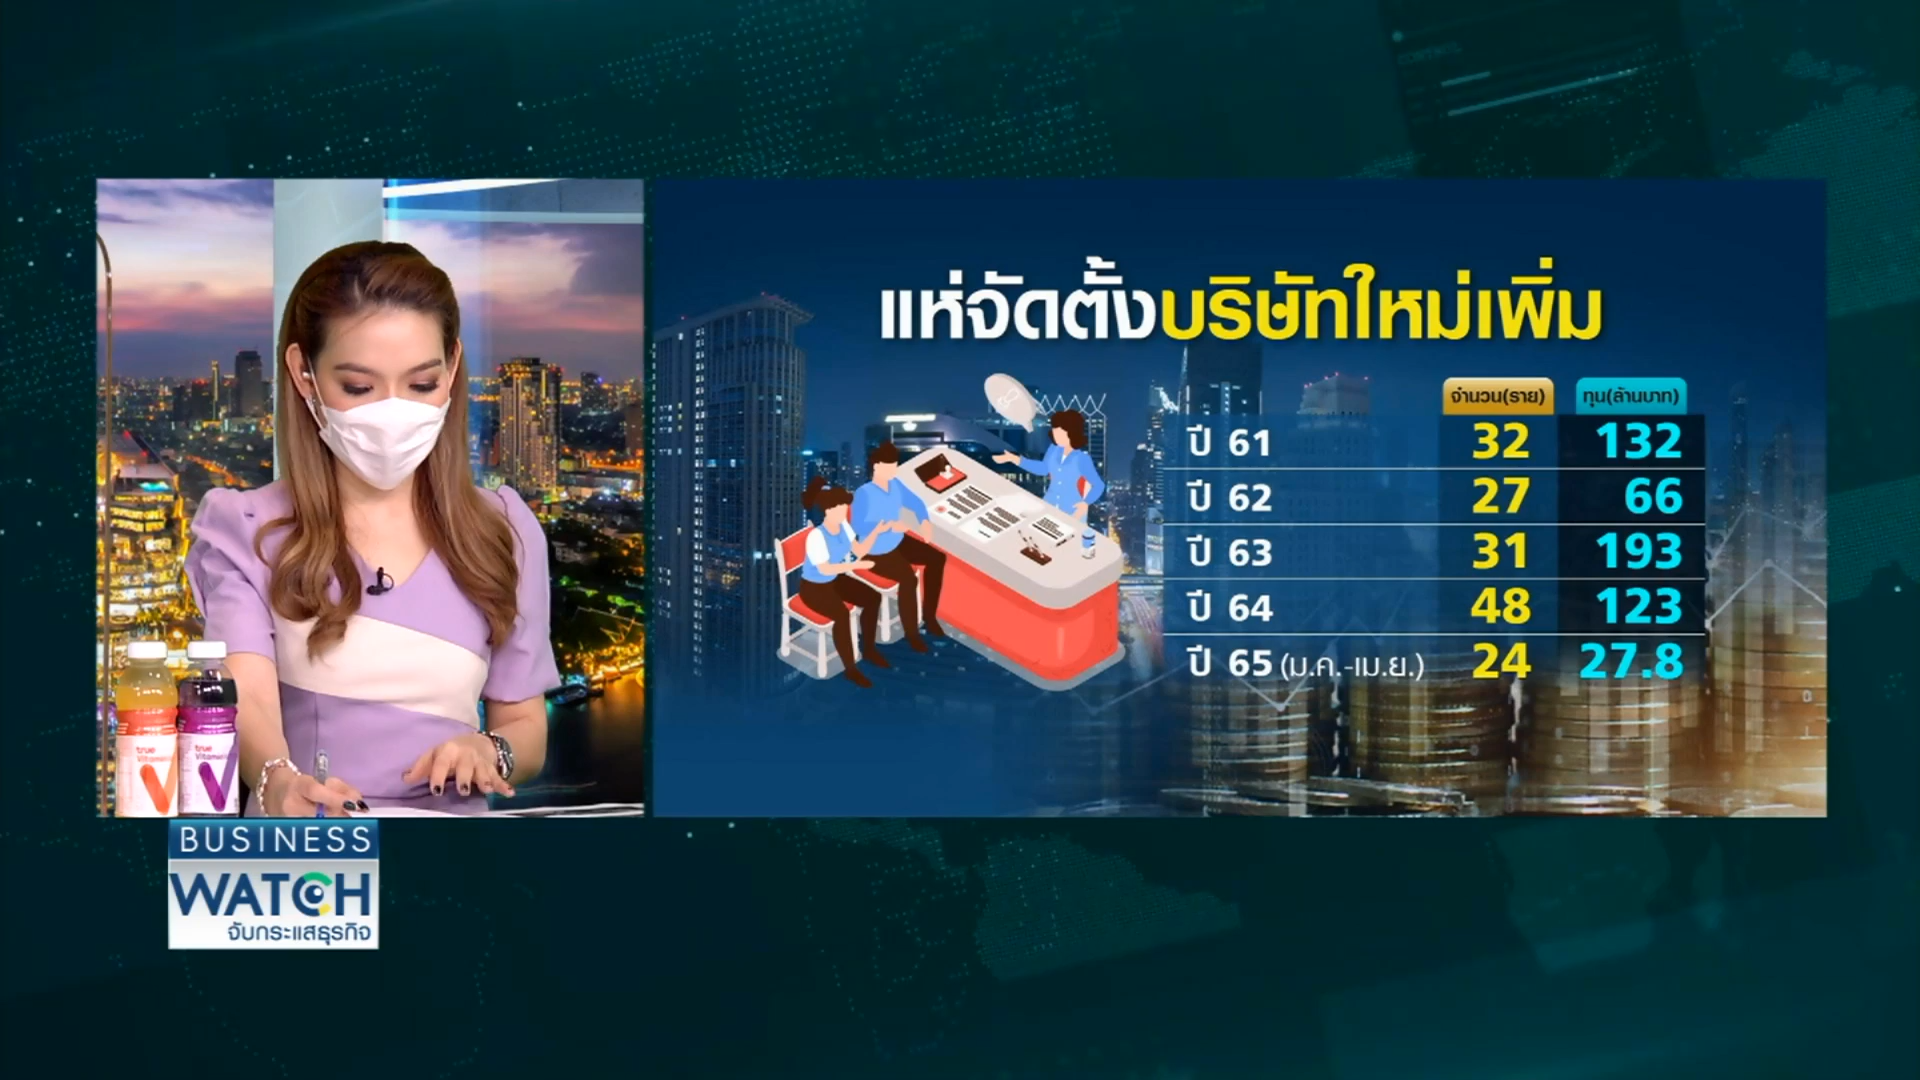 แห่จัดตั้งบริษัทใหม่เพิ่ม
จำนวน(ราย) ทุน(ล้านบาท)
ปี 61 32 132
ปี 62 27 66
ปี 63 31 193
ปี 64 48 123
ปี 65 (ม.ค.-เม.ย.) 24 27.8
true
true
BUSINESS
WATCH
จับกระแสธุรกิจ